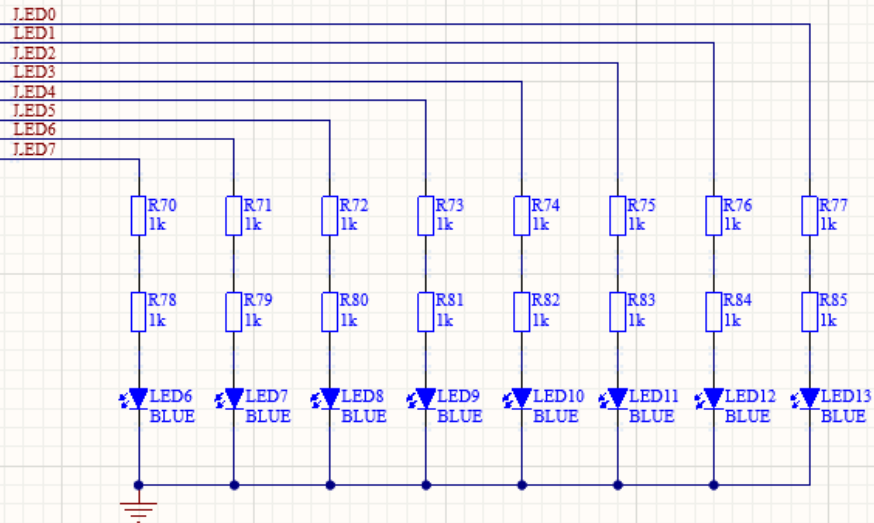 LED0
LED1
LED2
LED3
LED4
LED5
LED6
LED7
R70 R71 R72 R73 R74 R75 R76 R77
1k 1k 1k 1k 1k 1k 1k 1k
R78 R79 R80 R81 R82 R83 R84 R85
1k 1k 1k 1k 1k 1k 1k 1k
LED6 LED7 LED8 LED9 LED10 LED11 LED12 LED13
BLUE BLUE BLUE BLUE BLUE BLUE BLUE BLUE